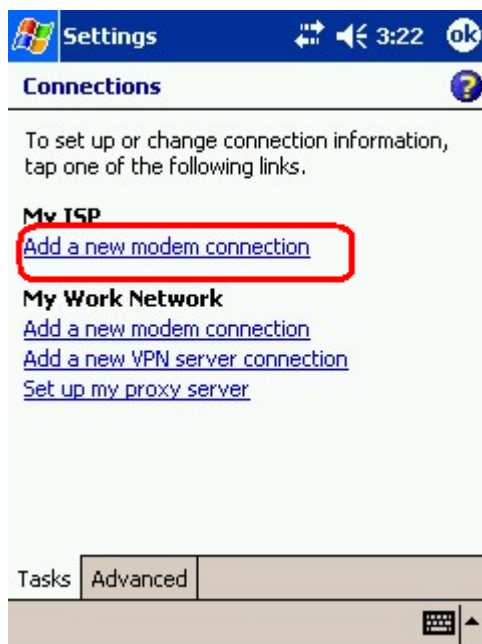 Settings 3:22 ok
Connections ?
To set up or change connection information,
tap one of the following links.
My ISP
Add a new modem connection
My Work Network
Add a new modem connection
Add a new VPN server connection
Set up my proxy server
Tasks Advanced